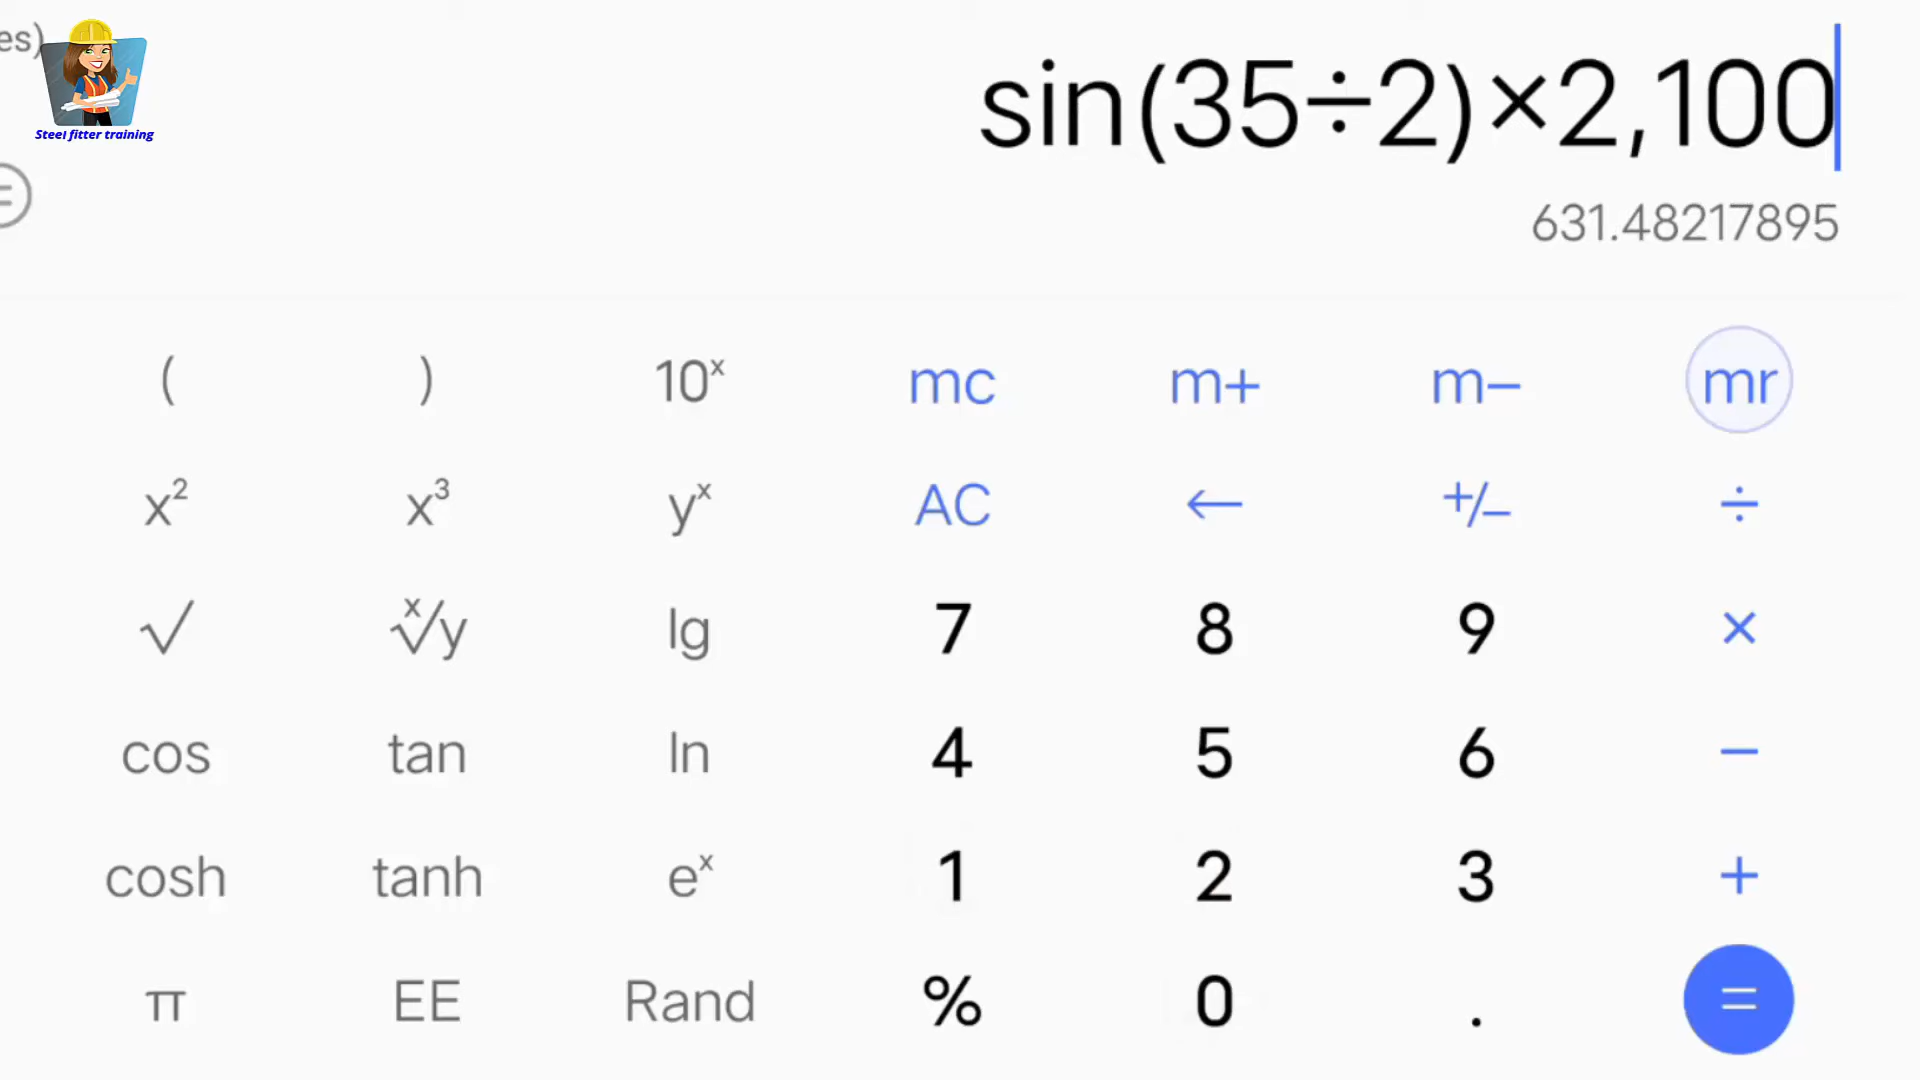 es)
Steel fitter training
sin(35÷2)×2,100
631.48217895
=
( ) 10ˣ mc m+ m– mr
x² x³ yˣ AC ← +/– ÷
√ ˣ√y lg 7 8 9 ×
cos tan ln 4 5 6 –
cosh tanh eˣ 1 2 3 +
π EE Rand % 0 . =